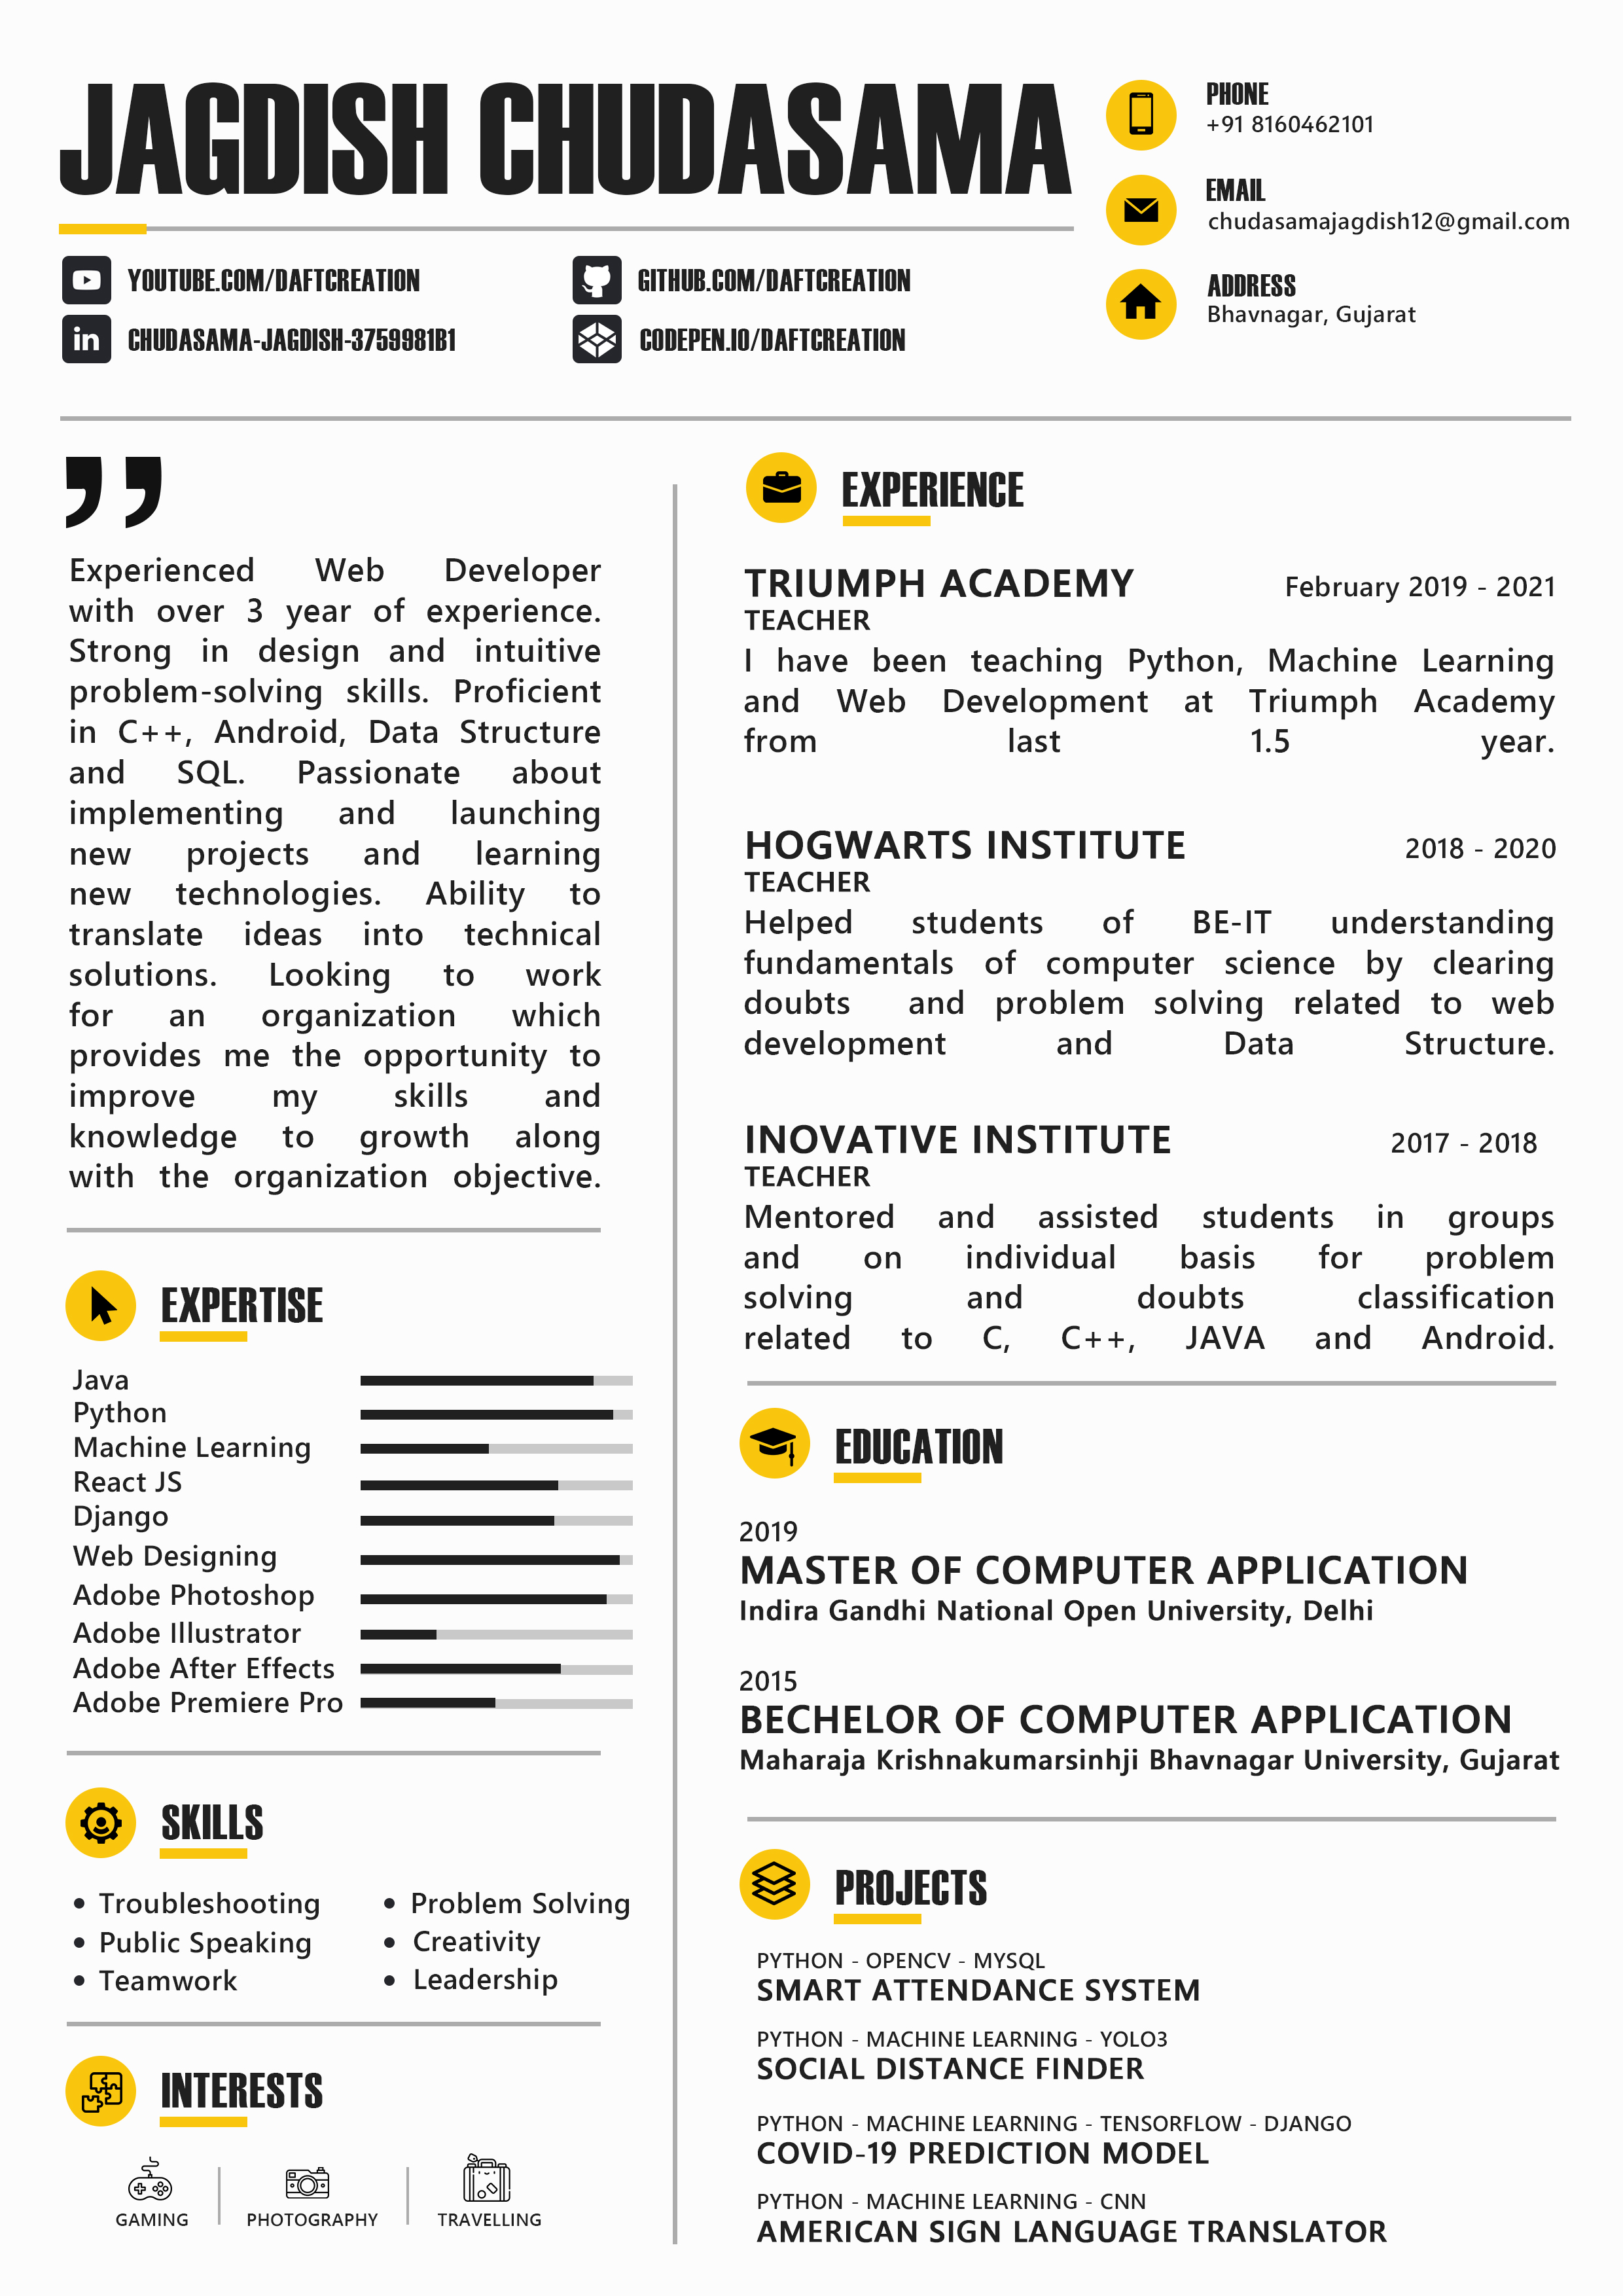 JAGDISH CHUDASAMA
YOUTUBE.COM/DAFTCREATION
GITHUB.COM/DAFTCREATION
in CHUDASAMA-JAGDISH-3759981B1
CODEPEN.IO/DAFTCREATION
PHONE
+91 8160462101
EMAIL
chudasamajagdish12@gmail.com
ADDRESS
Bhavnagar, Gujarat
”
Experienced Web Developer
with over 3 year of experience.
Strong in design and intuitive
problem-solving skills. Proficient
in C++, Android, Data Structure
and SQL. Passionate about
implementing and launching
new projects and learning
new technologies. Ability to
translate ideas into technical
solutions. Looking to work
for an organization which
provides me the opportunity to
improve my skills and
knowledge to growth along
with the organization objective.
EXPERTISE
Java
Python
Machine Learning
React JS
Django
Web Designing
Adobe Photoshop
Adobe Illustrator
Adobe After Effects
Adobe Premiere Pro
SKILLS
• Troubleshooting
• Public Speaking
• Teamwork
• Problem Solving
• Creativity
• Leadership
INTERESTS
GAMING
PHOTOGRAPHY
TRAVELLING
EXPERIENCE
TRIUMPH ACADEMY February 2019 - 2021
TEACHER
I have been teaching Python, Machine Learning
and Web Development at Triumph Academy
from last 1.5 year.
HOGWARTS INSTITUTE 2018 - 2020
TEACHER
Helped students of BE-IT understanding
fundamentals of computer science by clearing
doubts and problem solving related to web
development and Data Structure.
INOVATIVE INSTITUTE 2017 - 2018
TEACHER
Mentored and assisted students in groups
and on individual basis for problem
solving and doubts classification
related to C, C++, JAVA and Android.
EDUCATION
2019
MASTER OF COMPUTER APPLICATION
Indira Gandhi National Open University, Delhi
2015
BECHELOR OF COMPUTER APPLICATION
Maharaja Krishnakumarsinhji Bhavnagar University, Gujarat
PROJECTS
PYTHON - OPENCV - MYSQL
SMART ATTENDANCE SYSTEM
PYTHON - MACHINE LEARNING - YOLO3
SOCIAL DISTANCE FINDER
PYTHON - MACHINE LEARNING - TENSORFLOW - DJANGO
COVID-19 PREDICTION MODEL
PYTHON - MACHINE LEARNING - CNN
AMERICAN SIGN LANGUAGE TRANSLATOR